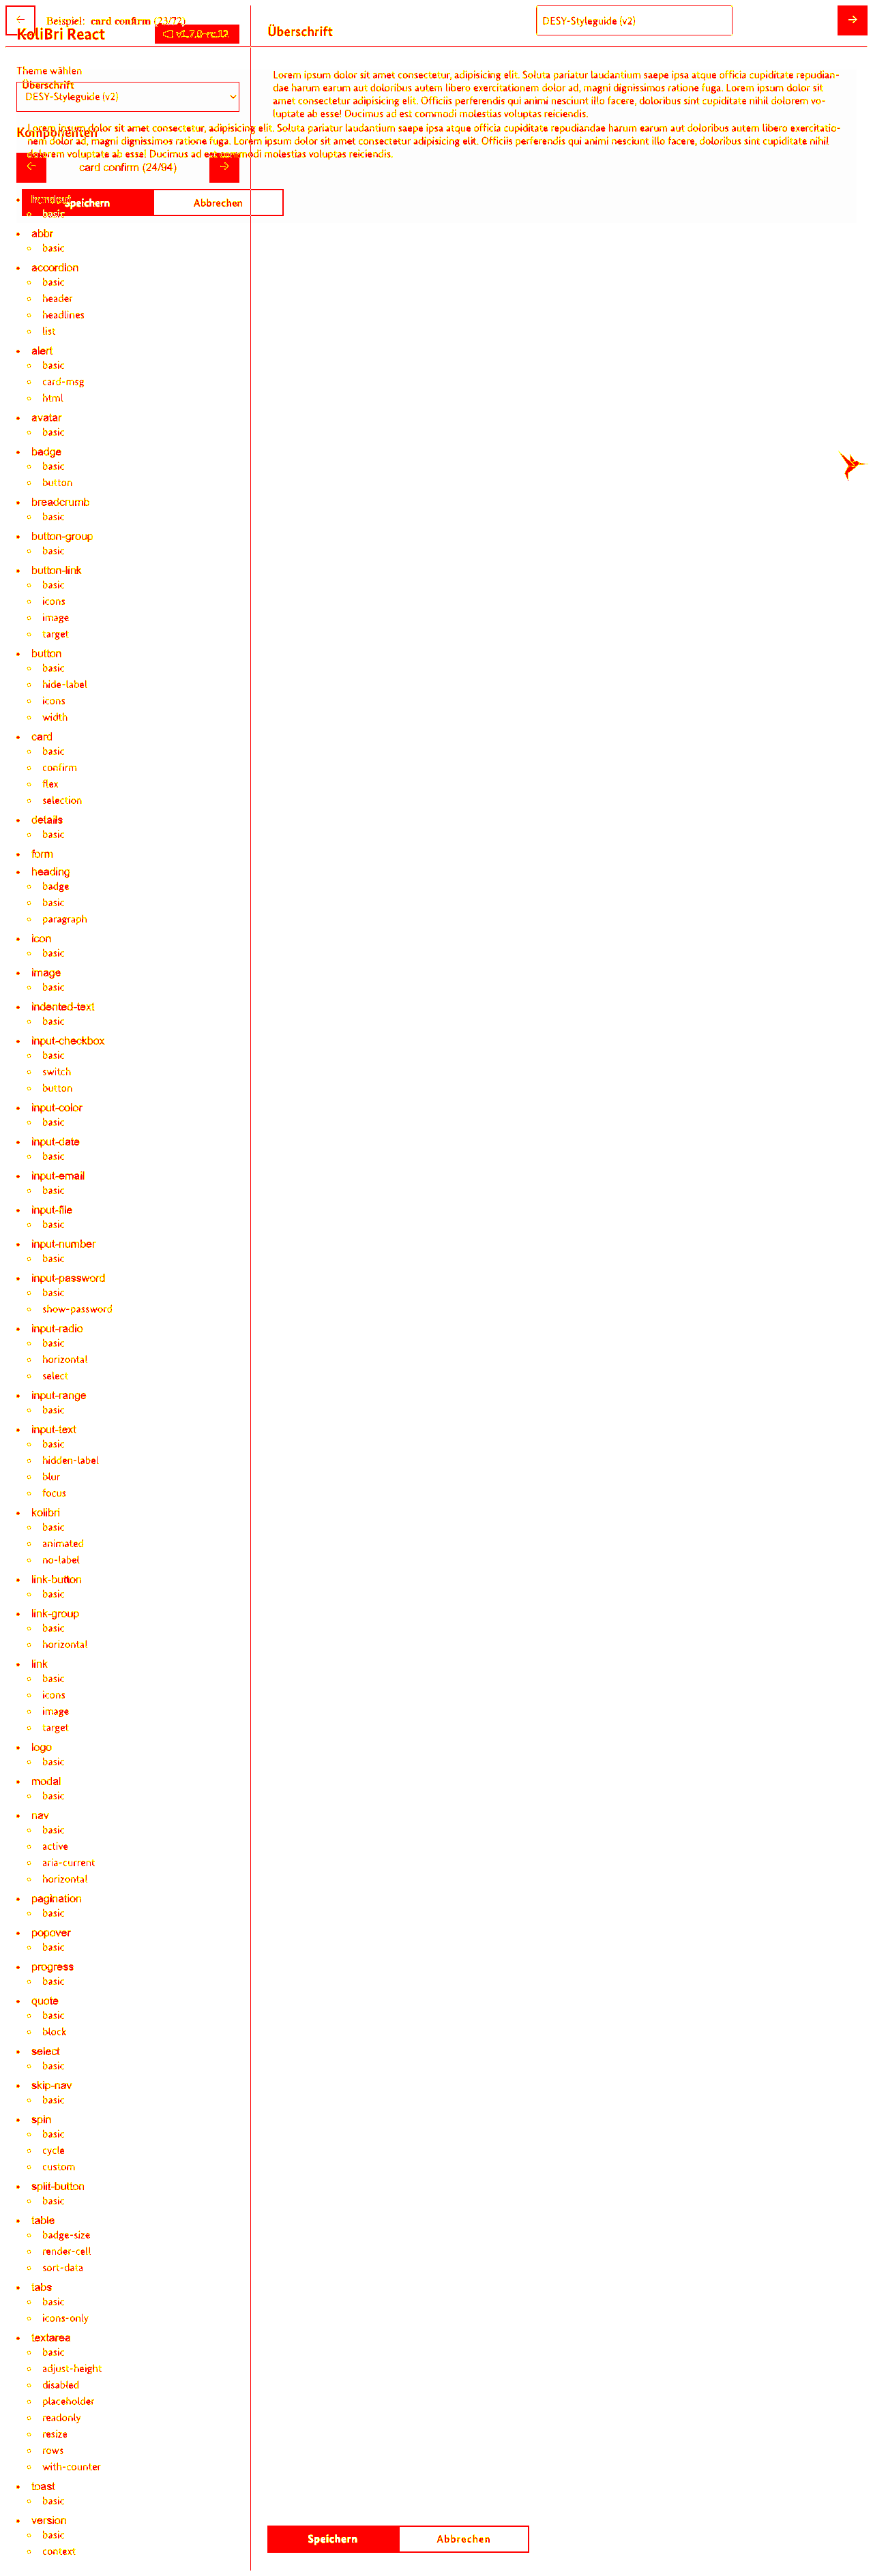 Beispiel: card confirm (23/72)
DESY-Styleguide (v2)
KoliBri React
v1.7.0-rc.12
Überschrift
Theme wählen
Überschrift
DESY-Styleguide (v2)
Lorem ipsum dolor sit amet consectetur, adipisicing elit. Soluta pariatur laudantium saepe ipsa atque officia cupiditate repudian-
dae harum earum aut doloribus autem libero exercitationem dolor ad, magni dignissimos ratione fuga. Lorem ipsum dolor sit
amet consectetur adipisicing elit. Officiis perferendis qui animi nesciunt illo facere, doloribus sint cupiditate nihil dolorem vo-
luptate ab esse! Ducimus ad est commodi molestias voluptas reiciendis.
Lorem ipsum dolor sit amet consectetur, adipisicing elit. Soluta pariatur laudantium saepe ipsa atque officia cupiditate repudiandae harum earum aut doloribus autem libero exercitatio-
Komponenten
nem dolor ad, magni dignissimos ratione fuga. Lorem ipsum dolor sit amet consectetur adipisicing elit. Officiis perferendis qui animi nesciunt illo facere, doloribus sint cupiditate nihil
dolorem voluptate ab esse! Ducimus ad est commodi molestias voluptas reiciendis.
card confirm (24/94)
Speichern
Abbrechen
basic
abbr
basic
accordion
basic
header
headlines
list
alert
basic
card-msg
html
avatar
basic
badge
basic
button
breadcrumb
basic
button-group
basic
button-link
basic
icons
image
target
button
basic
hide-label
icons
width
card
basic
confirm
flex
selection
details
basic
form
heading
badge
basic
paragraph
icon
basic
image
basic
indented-text
basic
input-checkbox
basic
switch
button
input-color
basic
input-date
basic
input-email
basic
input-file
basic
input-number
basic
input-password
basic
show-password
input-radio
basic
horizontal
select
input-range
basic
input-text
basic
hidden-label
blur
focus
kolibri
basic
animated
no-label
link-button
basic
link-group
basic
horizontal
link
basic
icons
image
target
logo
basic
modal
basic
nav
basic
active
aria-current
horizontal
pagination
basic
popover
basic
progress
basic
quote
basic
block
select
basic
skip-nav
basic
spin
basic
cycle
custom
split-button
basic
table
badge-size
render-cell
sort-data
tabs
basic
icons-only
textarea
basic
adjust-height
disabled
placeholder
readonly
resize
rows
with-counter
toast
basic
version
basic
context
Speichern
Abbrechen